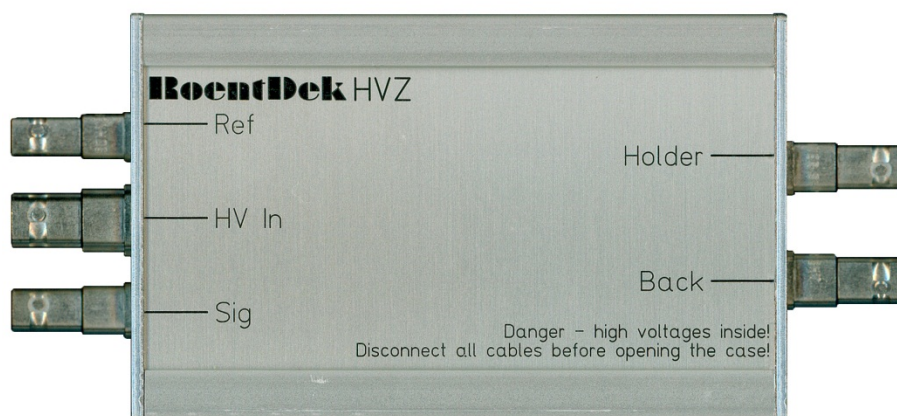 RoentDek HVZ
Ref
Holder
HV In
Back
Sig
Danger - high voltages inside!
Disconnect all cables before opening the case!